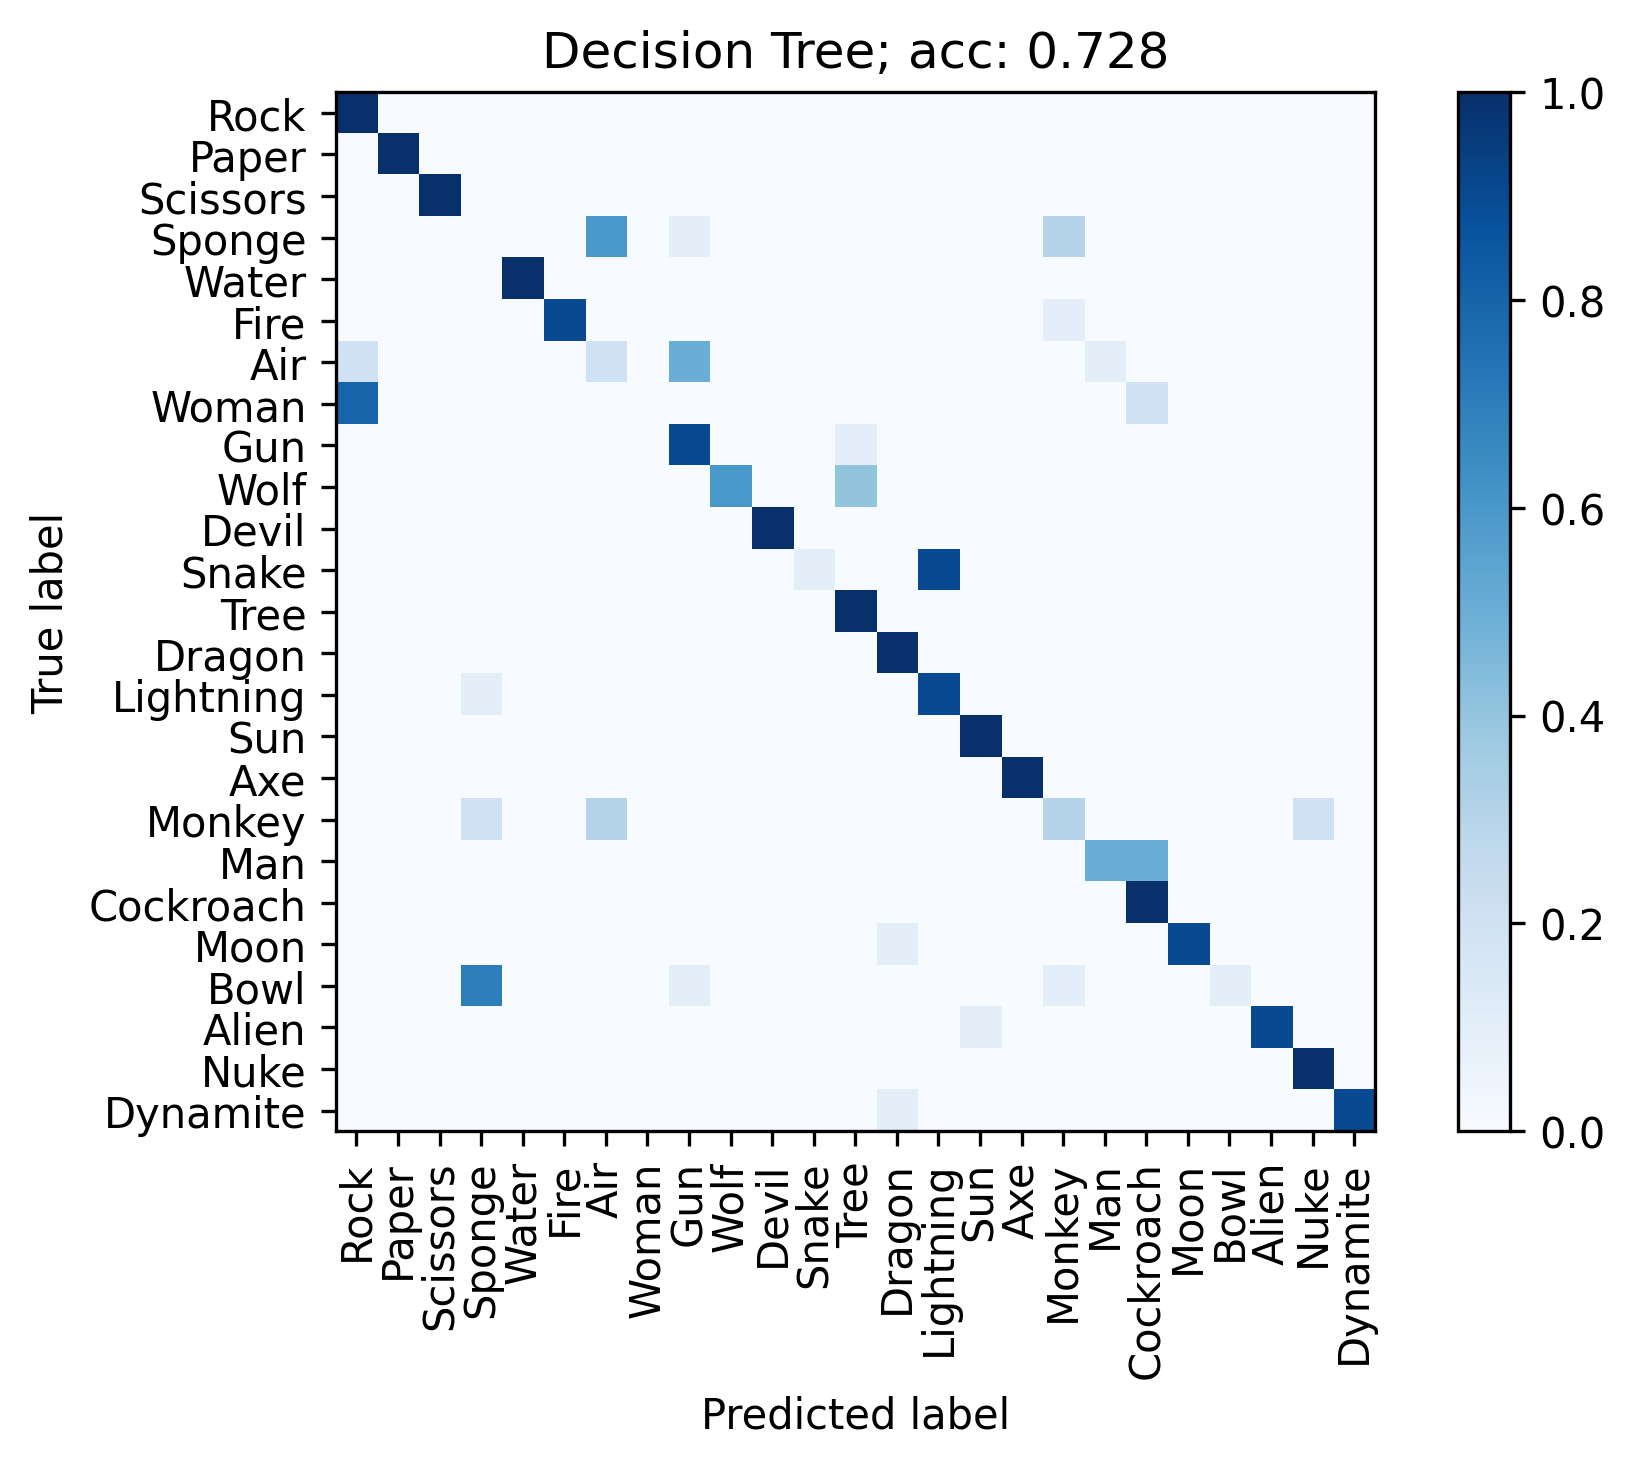 Decision Tree; acc: 0.728
True label
Rock
Paper
Scissors
Sponge
Water
Fire
Air
Woman
Gun
Wolf
Devil
Snake
Tree
Dragon
Lightning
Sun
Axe
Monkey
Man
Cockroach
Moon
Bowl
Alien
Nuke
Dynamite
Rock
Paper
Scissors
Sponge
Water
Fire
Air
Woman
Gun
Wolf
Devil
Snake
Tree
Dragon
Lightning
Sun
Axe
Monkey
Man
Cockroach
Moon
Bowl
Alien
Nuke
Dynamite
Predicted label
1.0
0.8
0.6
0.4
0.2
0.0